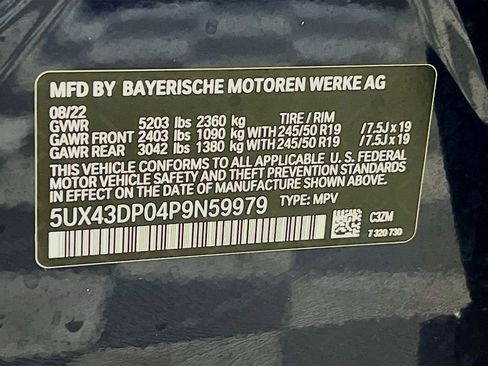 MFD BY BAYERISCHE MOTOREN WERKE AG
08/22
GVWR 5203 lbs 2360 kg TIRE / RIM
GAWR FRONT 2403 lbs 1090 kg WITH 245/50 R19 / 7.5J x 19
GAWR REAR 3042 lbs 1380 kg WITH 245/50 R19 / 7.5J x 19
THIS VEHICLE CONFORMS TO ALL APPLICABLE U. S. FEDERAL
MOTOR VEHICLE SAFETY AND THEFT PREVENTION STANDARDS
IN EFFECT ON THE DATE OF MANUFACTURE SHOWN ABOVE.
5UX43DP04P9N59979 TYPE: MPV
C3ZM
7 320 730